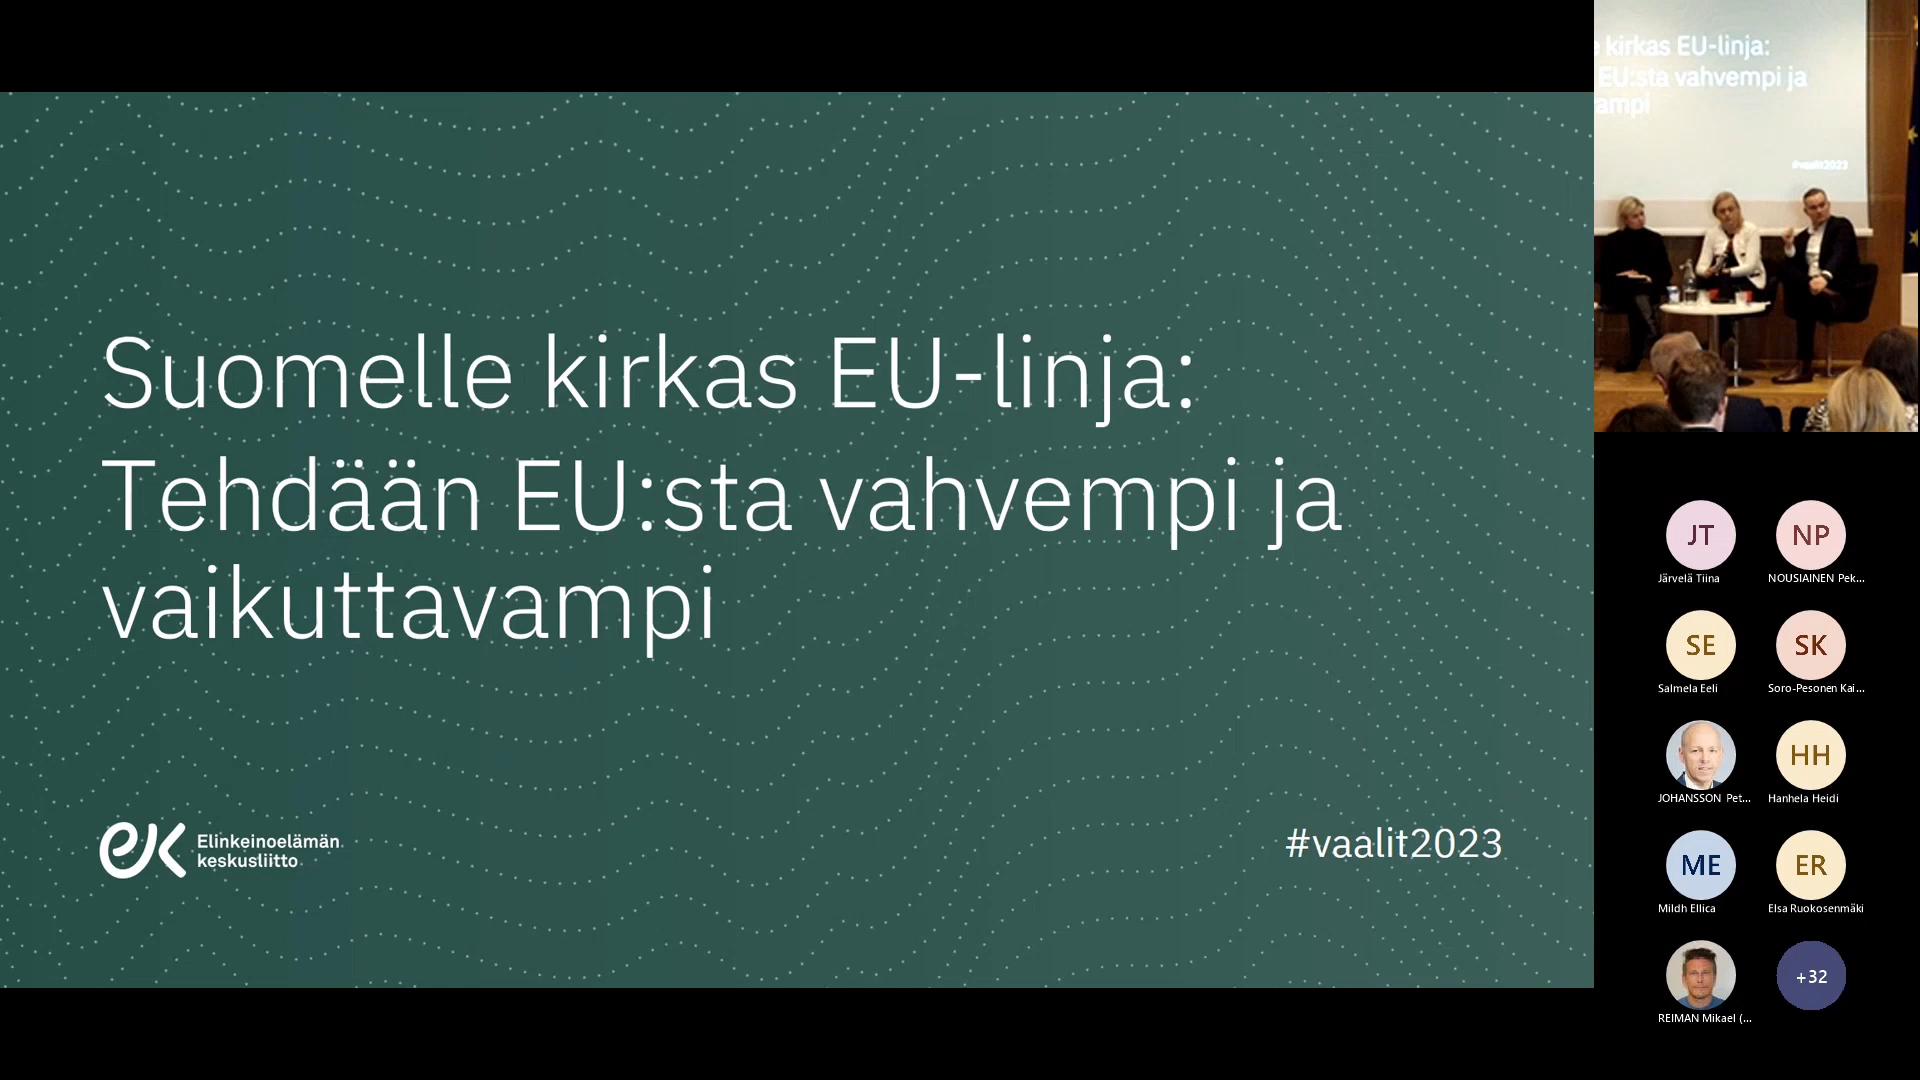 Suomelle kirkas EU-linja:
Tehdään EU:sta vahvempi ja
vaikuttavampi
ek Elinkeinoelämän
keskusliitto
#vaalit2023
kirkas EU-linja:
EU:sta vahvempi ja
ampi
#vaalit2023
JT
Järvelä Tiina
NP
NOUSIAINEN Pek...
SE
Salmela Eeli
SK
Soro-Pesonen Kai...
JOHANSSON Pet...
HH
Hanhela Heidi
ME
Mildh Ellica
ER
Elsa Ruokosenmäki
REIMAN Mikael (...
+32